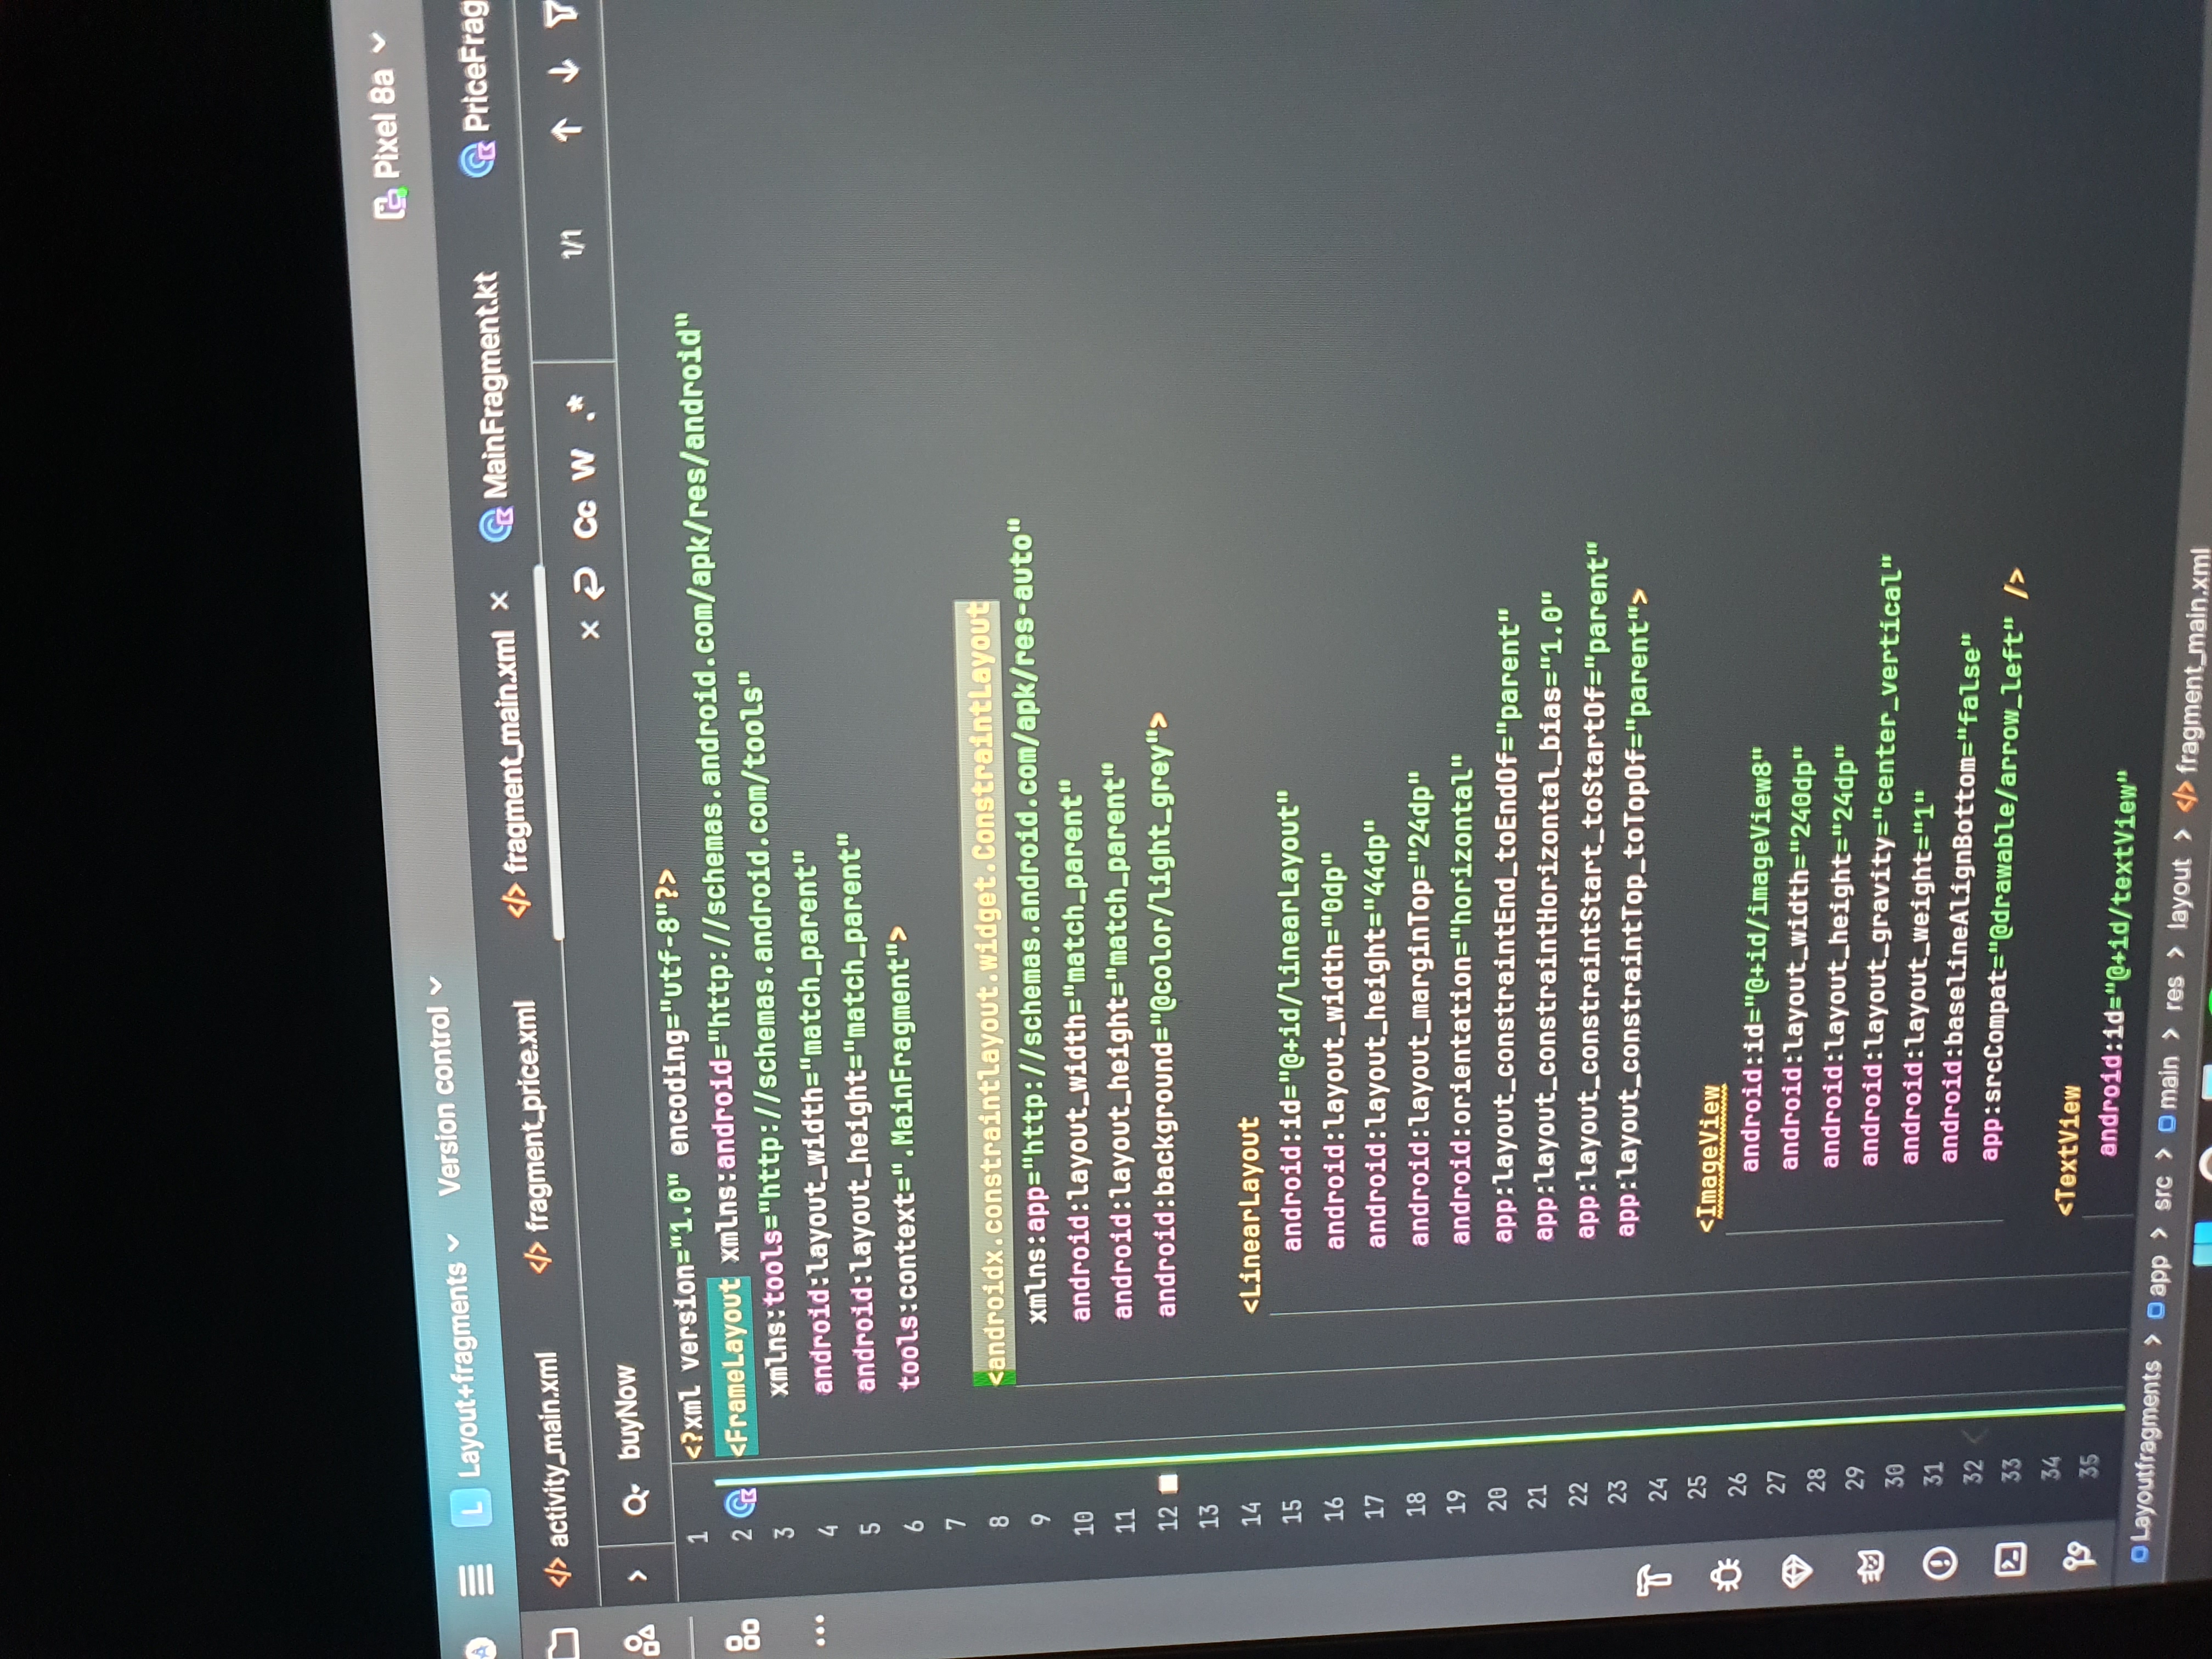 L Layout+fragments Version control Pixel 8a
activity_main.xml fragment_price.xml fragment_main.xml MainFragment.kt PriceFrag
buyNow Cc W .* 1/1
1 <?xml version="1.0" encoding="utf-8"?>
2 <FrameLayout xmlns:android="http://schemas.android.com/apk/res/android"
3 xmlns:tools="http://schemas.android.com/tools"
4 android:layout_width="match_parent"
5 android:layout_height="match_parent"
6 tools:context=".MainFragment">
7
8 <androidx.constraintlayout.widget.ConstraintLayout
9 xmlns:app="http://schemas.android.com/apk/res-auto"
10 android:layout_width="match_parent"
11 android:layout_height="match_parent"
12 android:background="@color/light_grey">
13
14 <LinearLayout
15 android:id="@+id/linearLayout"
16 android:layout_width="0dp"
17 android:layout_height="44dp"
18 android:layout_marginTop="24dp"
19 android:orientation="horizontal"
20 app:layout_constraintEnd_toEndOf="parent"
21 app:layout_constraintHorizontal_bias="1.0"
22 app:layout_constraintStart_toStartOf="parent"
23 app:layout_constraintTop_toTopOf="parent">
24
25 <ImageView
26 android:id="@+id/imageView8"
27 android:layout_width="240dp"
28 android:layout_height="24dp"
29 android:layout_gravity="center_vertical"
30 android:layout_weight="1"
31 android:baselineAlignBottom="false"
32 app:srcCompat="@drawable/arrow_left" />
33
34 <TextView
35 android:id="@+id/textView"
Layoutfragments > app > src > main > res > layout > fragment_main.xml